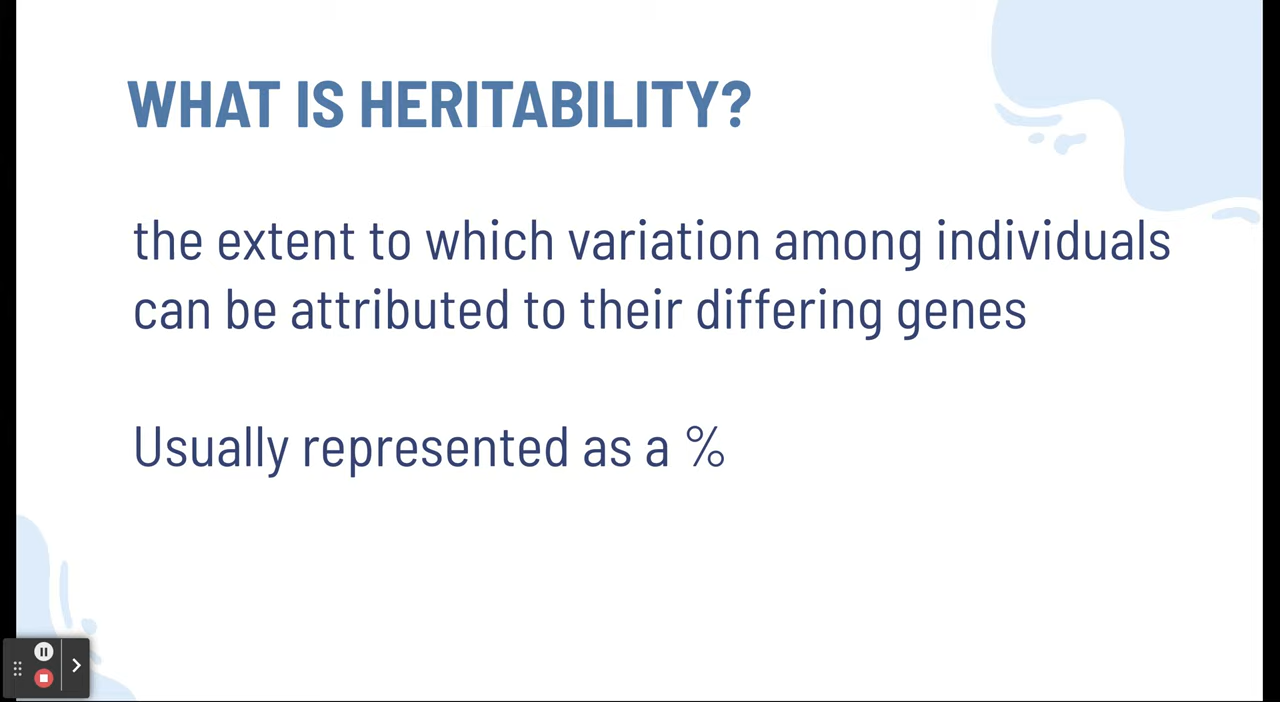 WHAT IS HERITABILITY?
the extent to which variation among individuals
can be attributed to their differing genes
Usually represented as a %